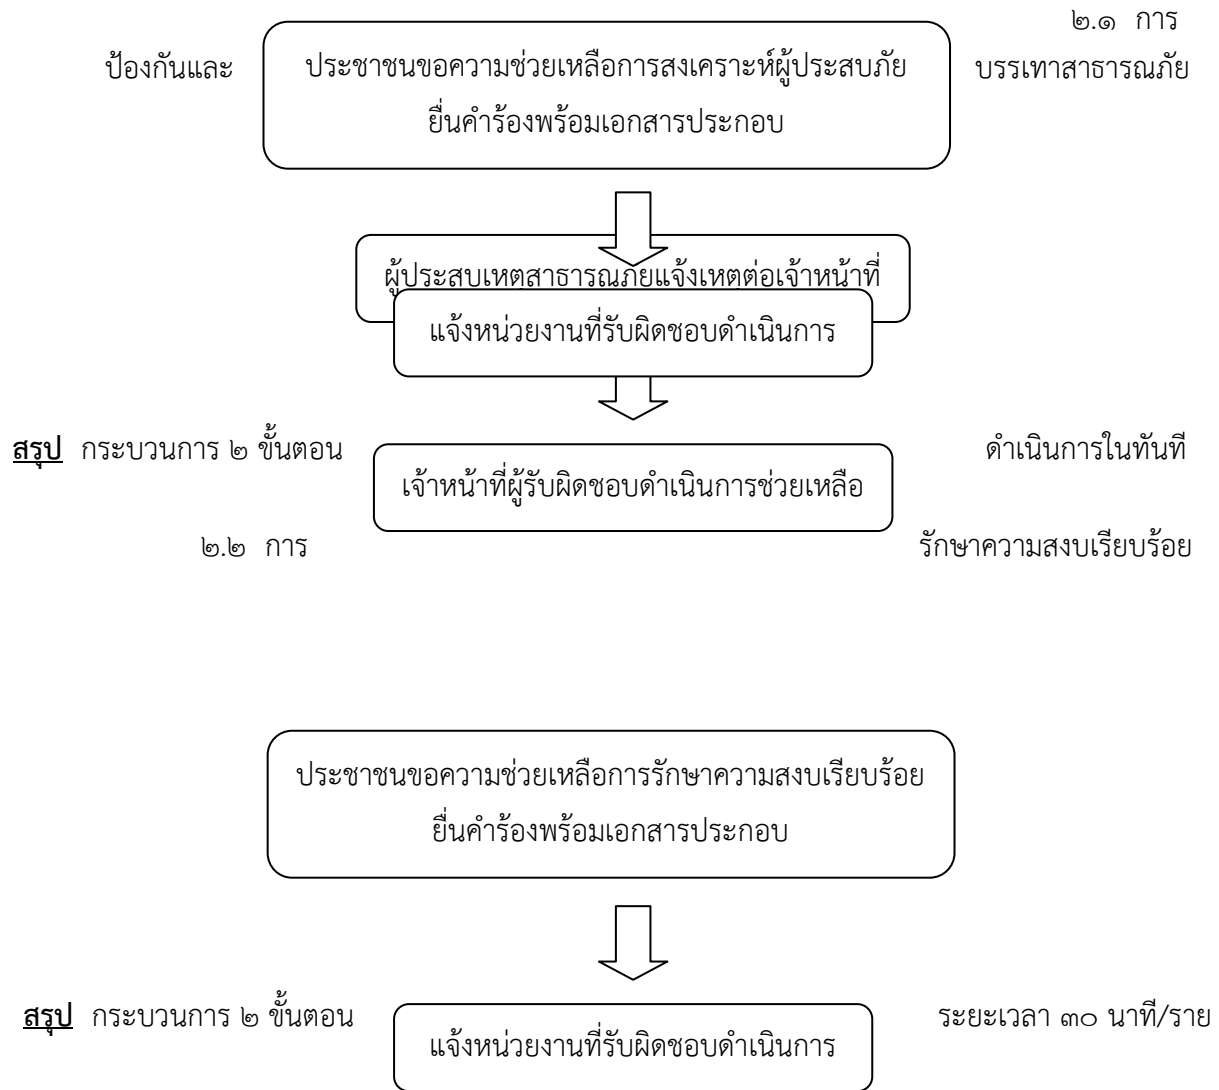 ๒.๑ การ
ป้องกันและ
ประชาชนขอความช่วยเหลือการสงเคราะห์ผู้ประสบภัย
บรรเทาสาธารณภัย
ยื่นคำร้องพร้อมเอกสารประกอบ
ผู้ประสบเหตุสาธารณภัยแจ้งเหตุต่อเจ้าหน้าที่
แจ้งหน่วยงานที่รับผิดชอบดำเนินการ
สรุป กระบวนการ ๒ ขั้นตอน
ดำเนินการในทันที
เจ้าหน้าที่ผู้รับผิดชอบดำเนินการช่วยเหลือ
๒.๒ การ
รักษาความสงบเรียบร้อย
ประชาชนขอความช่วยเหลือการรักษาความสงบเรียบร้อย
ยื่นคำร้องพร้อมเอกสารประกอบ
สรุป กระบวนการ ๒ ขั้นตอน
ระยะเวลา ๓๐ นาที/ราย
แจ้งหน่วยงานที่รับผิดชอบดำเนินการ